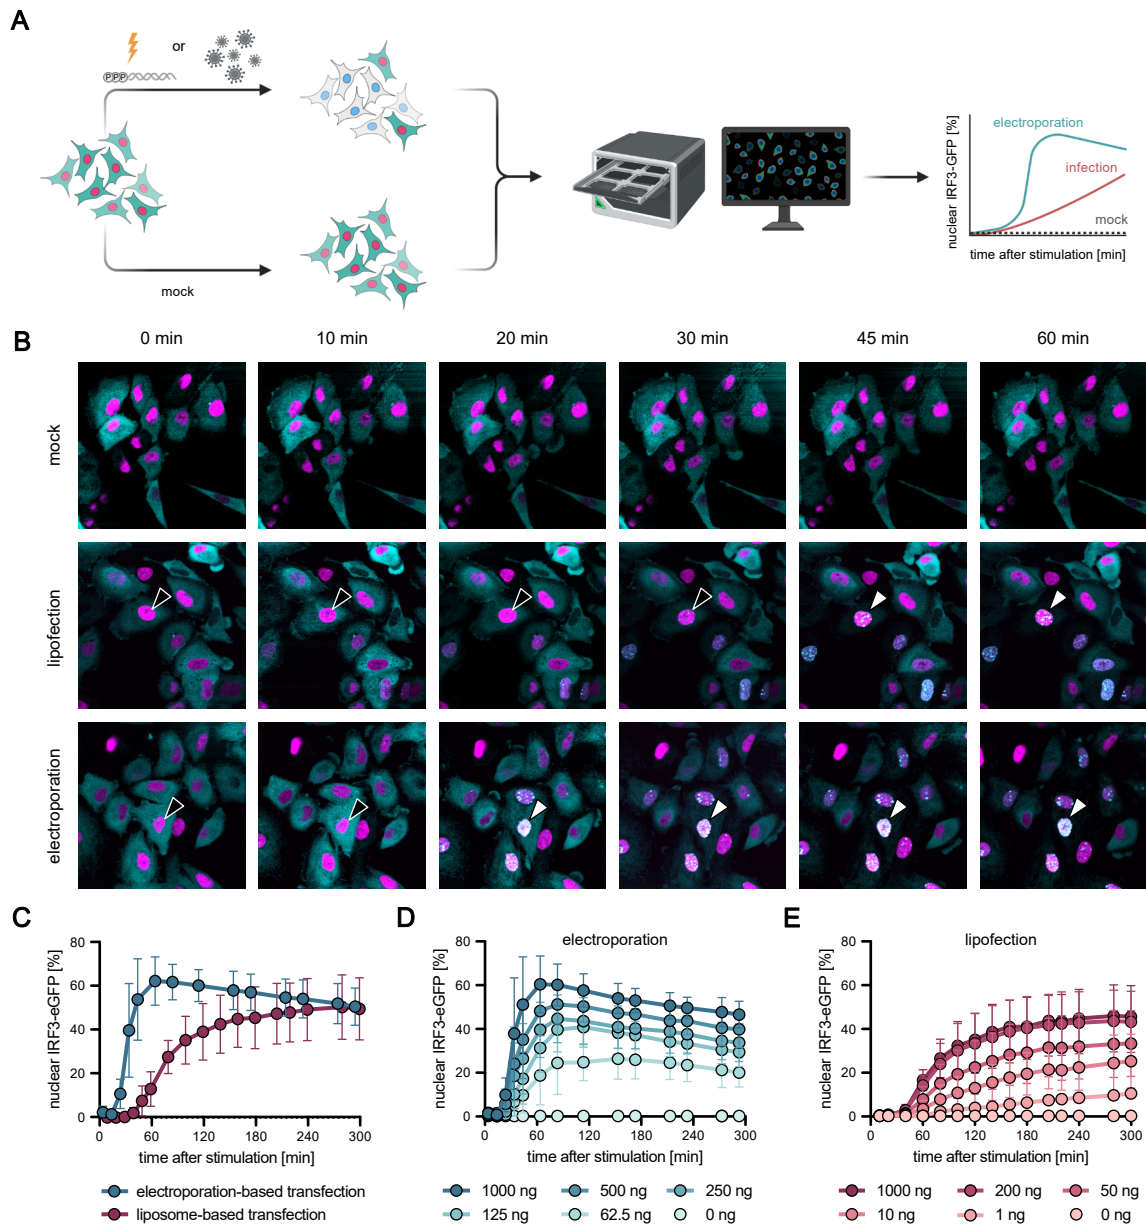 A
or
PPP
mock
nuclear IRF3-GFP [%]
electroporation
infection
mock
time after stimulation [min]
B
0 min
10 min
20 min
30 min
45 min
60 min
mock
lipofection
electroporation
C
nuclear IRF3-eGFP [%]
80
60
40
20
0
0
60
120
180
240
300
time after stimulation [min]
electroporation-based transfection
liposome-based transfection
D
electroporation
nuclear IRF3-eGFP [%]
80
60
40
20
0
0
60
120
180
240
300
time after stimulation [min]
1000 ng
500 ng
250 ng
125 ng
62.5 ng
0 ng
E
lipofection
nuclear IRF3-eGFP [%]
80
60
40
20
0
0
60
120
180
240
300
time after stimulation [min]
1000 ng
200 ng
50 ng
10 ng
1 ng
0 ng